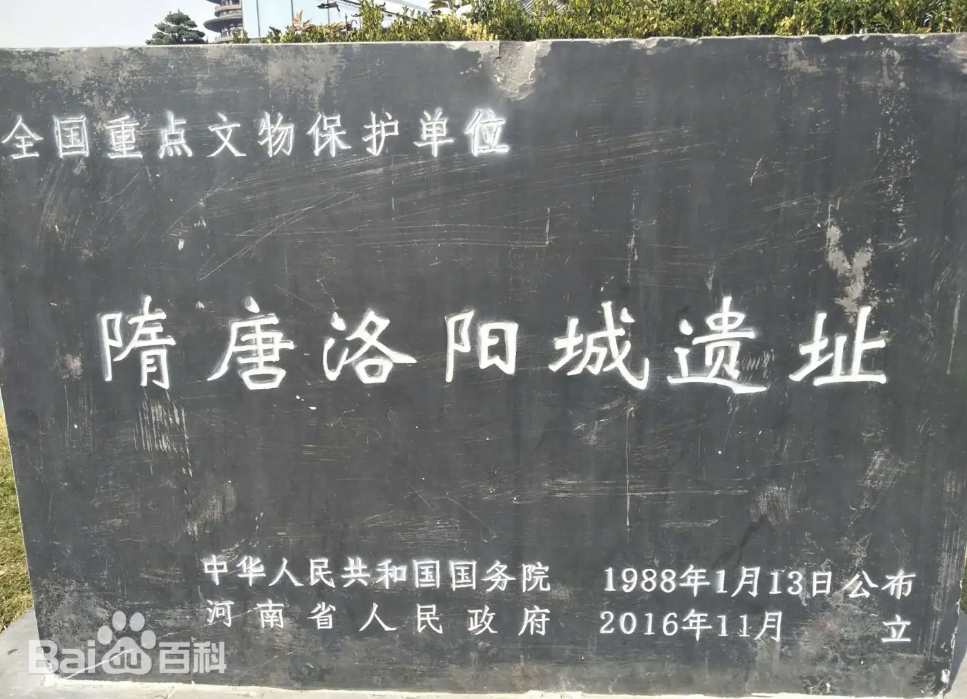 全国重点文物保护单位
隋唐洛阳城遗址
中华人民共和国国务院 1988年1月13日公布
河南省人民政府 2016年11月 立
Bai du 百科